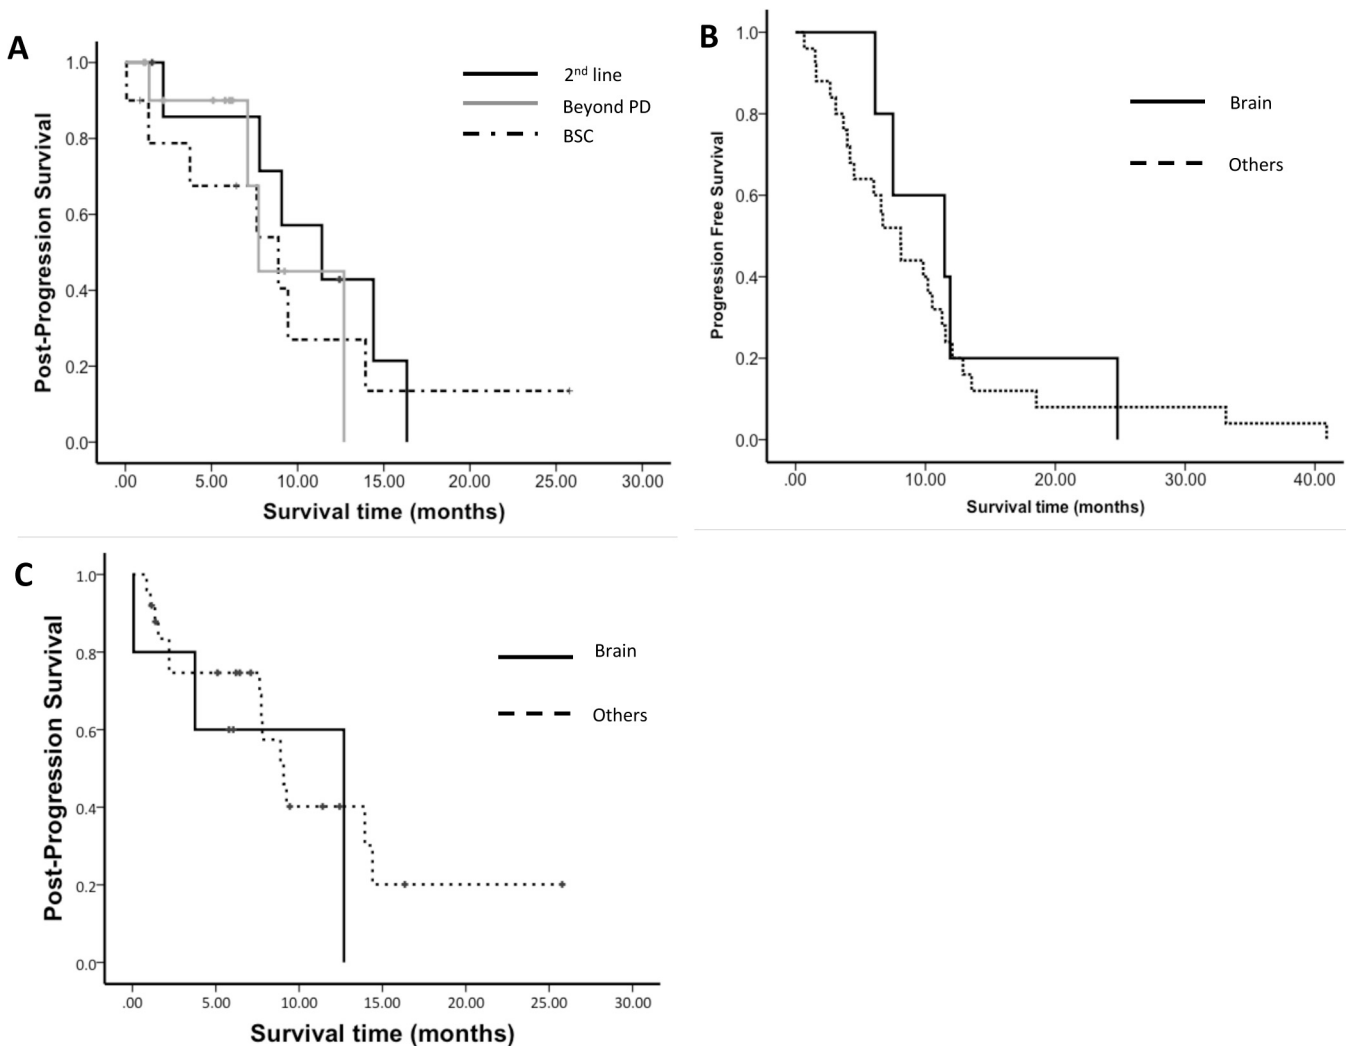 A
Post-Progression Survival
1.0
0.8
0.6
0.4
0.2
0.0
.00 5.00 10.00 15.00 20.00 25.00 30.00
Survival time (months)
2nd line
Beyond PD
BSC
B
Progression Free Survival
1.0
0.8
0.6
0.4
0.2
0.0
.00 10.00 20.00 30.00 40.00
Survival time (months)
Brain
Others
C
Post-Progression Survival
1.0
0.8
0.6
0.4
0.2
0.0
.00 5.00 10.00 15.00 20.00 25.00 30.00
Survival time (months)
Brain
Others